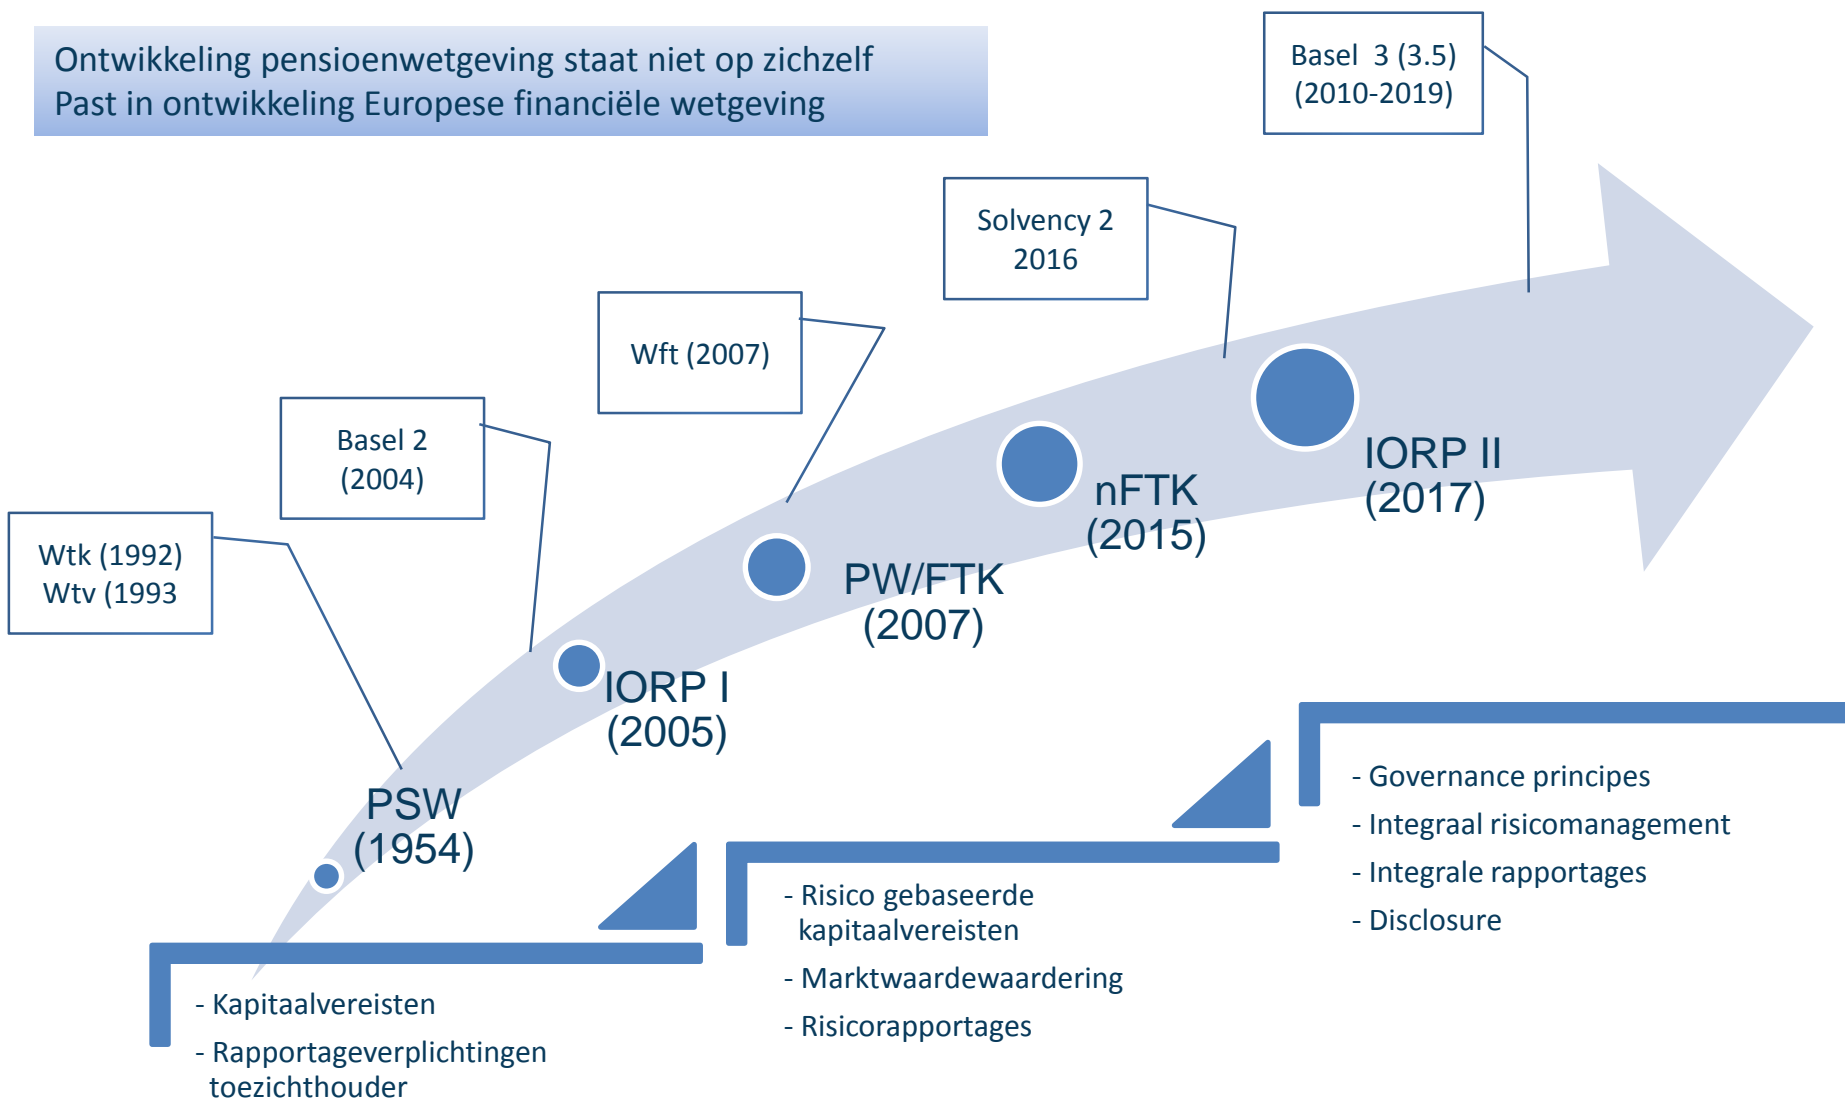 Ontwikkeling pensioenwetgeving staat niet op zichzelf
Past in ontwikkeling Europese financiële wetgeving
Basel 3 (3.5)
(2010-2019)
Solvency 2
2016
Wft (2007)
Basel 2
(2004)
Wtk (1992)
Wtv (1993
PSW
(1954)
IORP I
(2005)
PW/FTK
(2007)
nFTK
(2015)
IORP II
(2017)
- Kapitaalvereisten
- Rapportageverplichtingen
toezichthouder
- Risico gebaseerde
kapitaalvereisten
- Marktwaardewaardering
- Risicorapportages
- Governance principes
- Integraal risicomanagement
- Integrale rapportages
- Disclosure